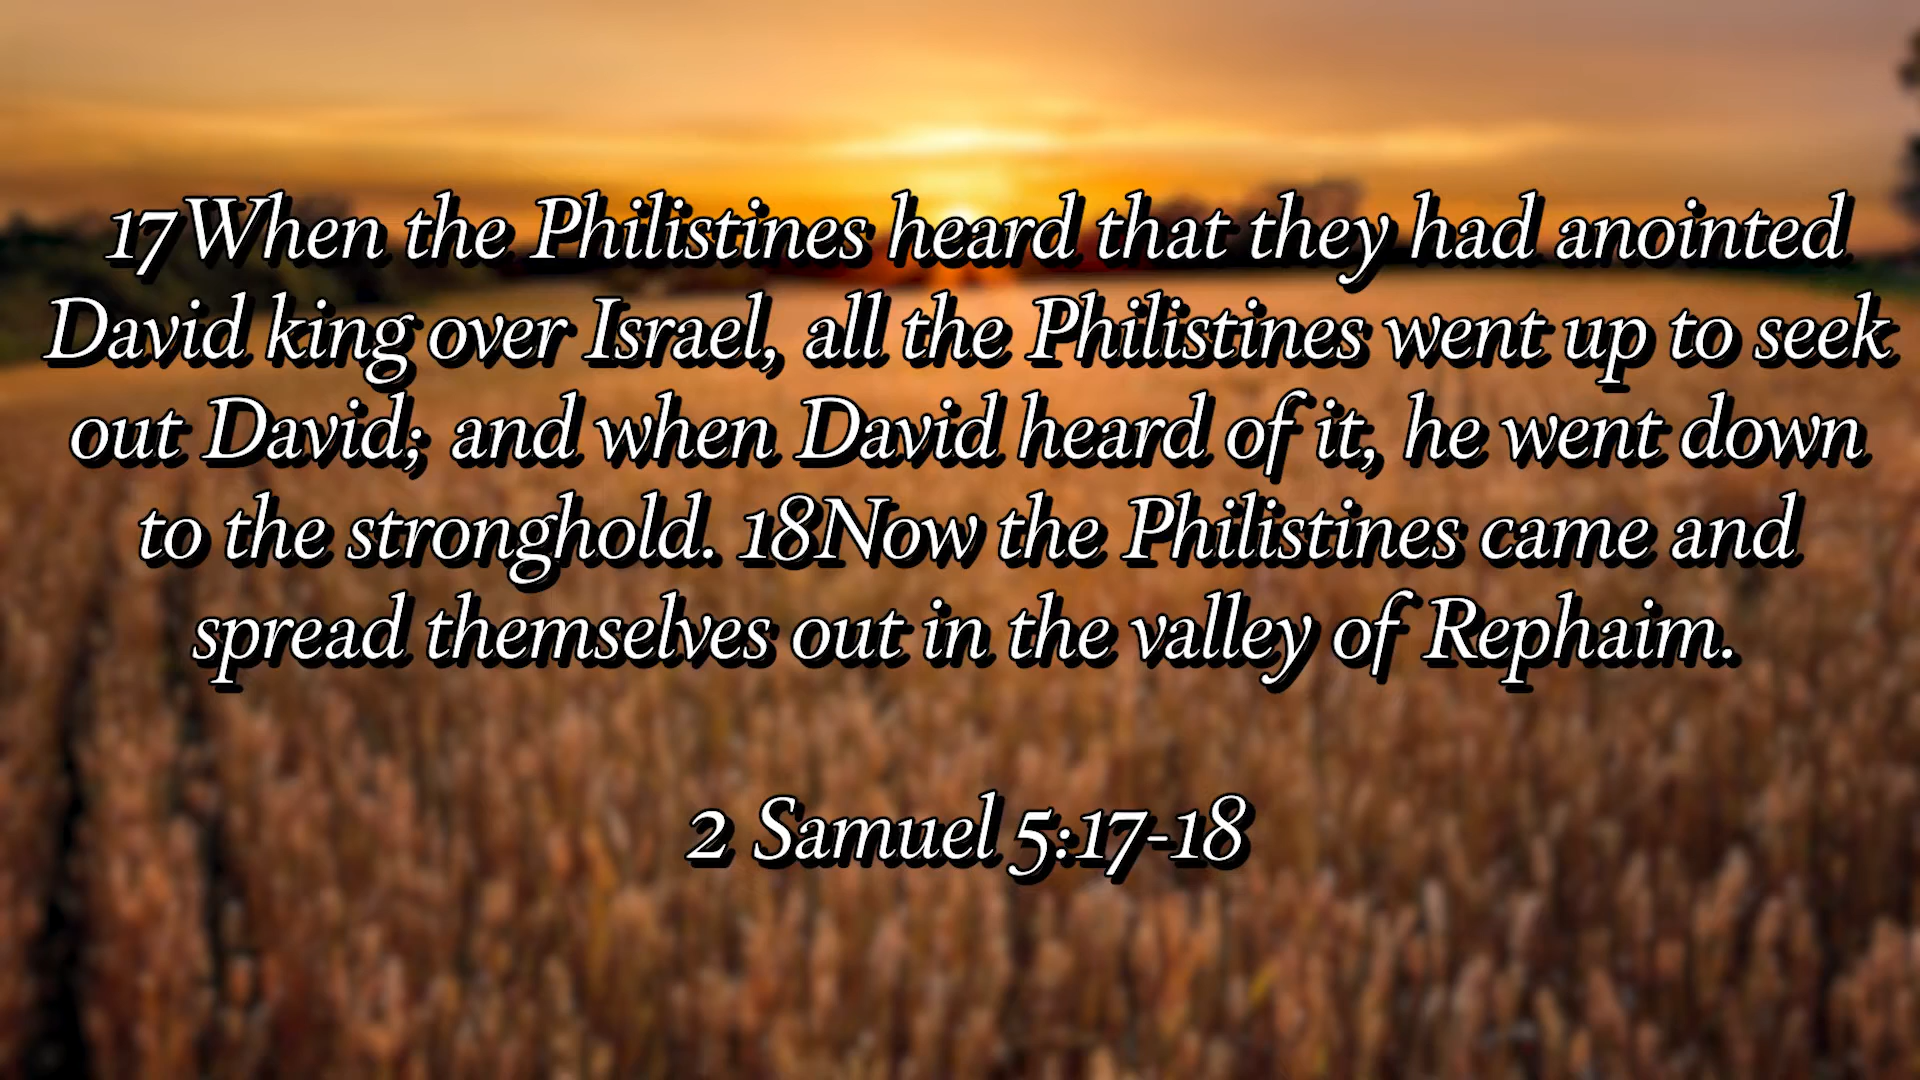 17When the Philistines heard that they had anointed
David king over Israel, all the Philistines went up to seek
out David; and when David heard of it, he went down
to the stronghold. 18Now the Philistines came and
spread themselves out in the valley of Rephaim.
2 Samuel 5:17-18